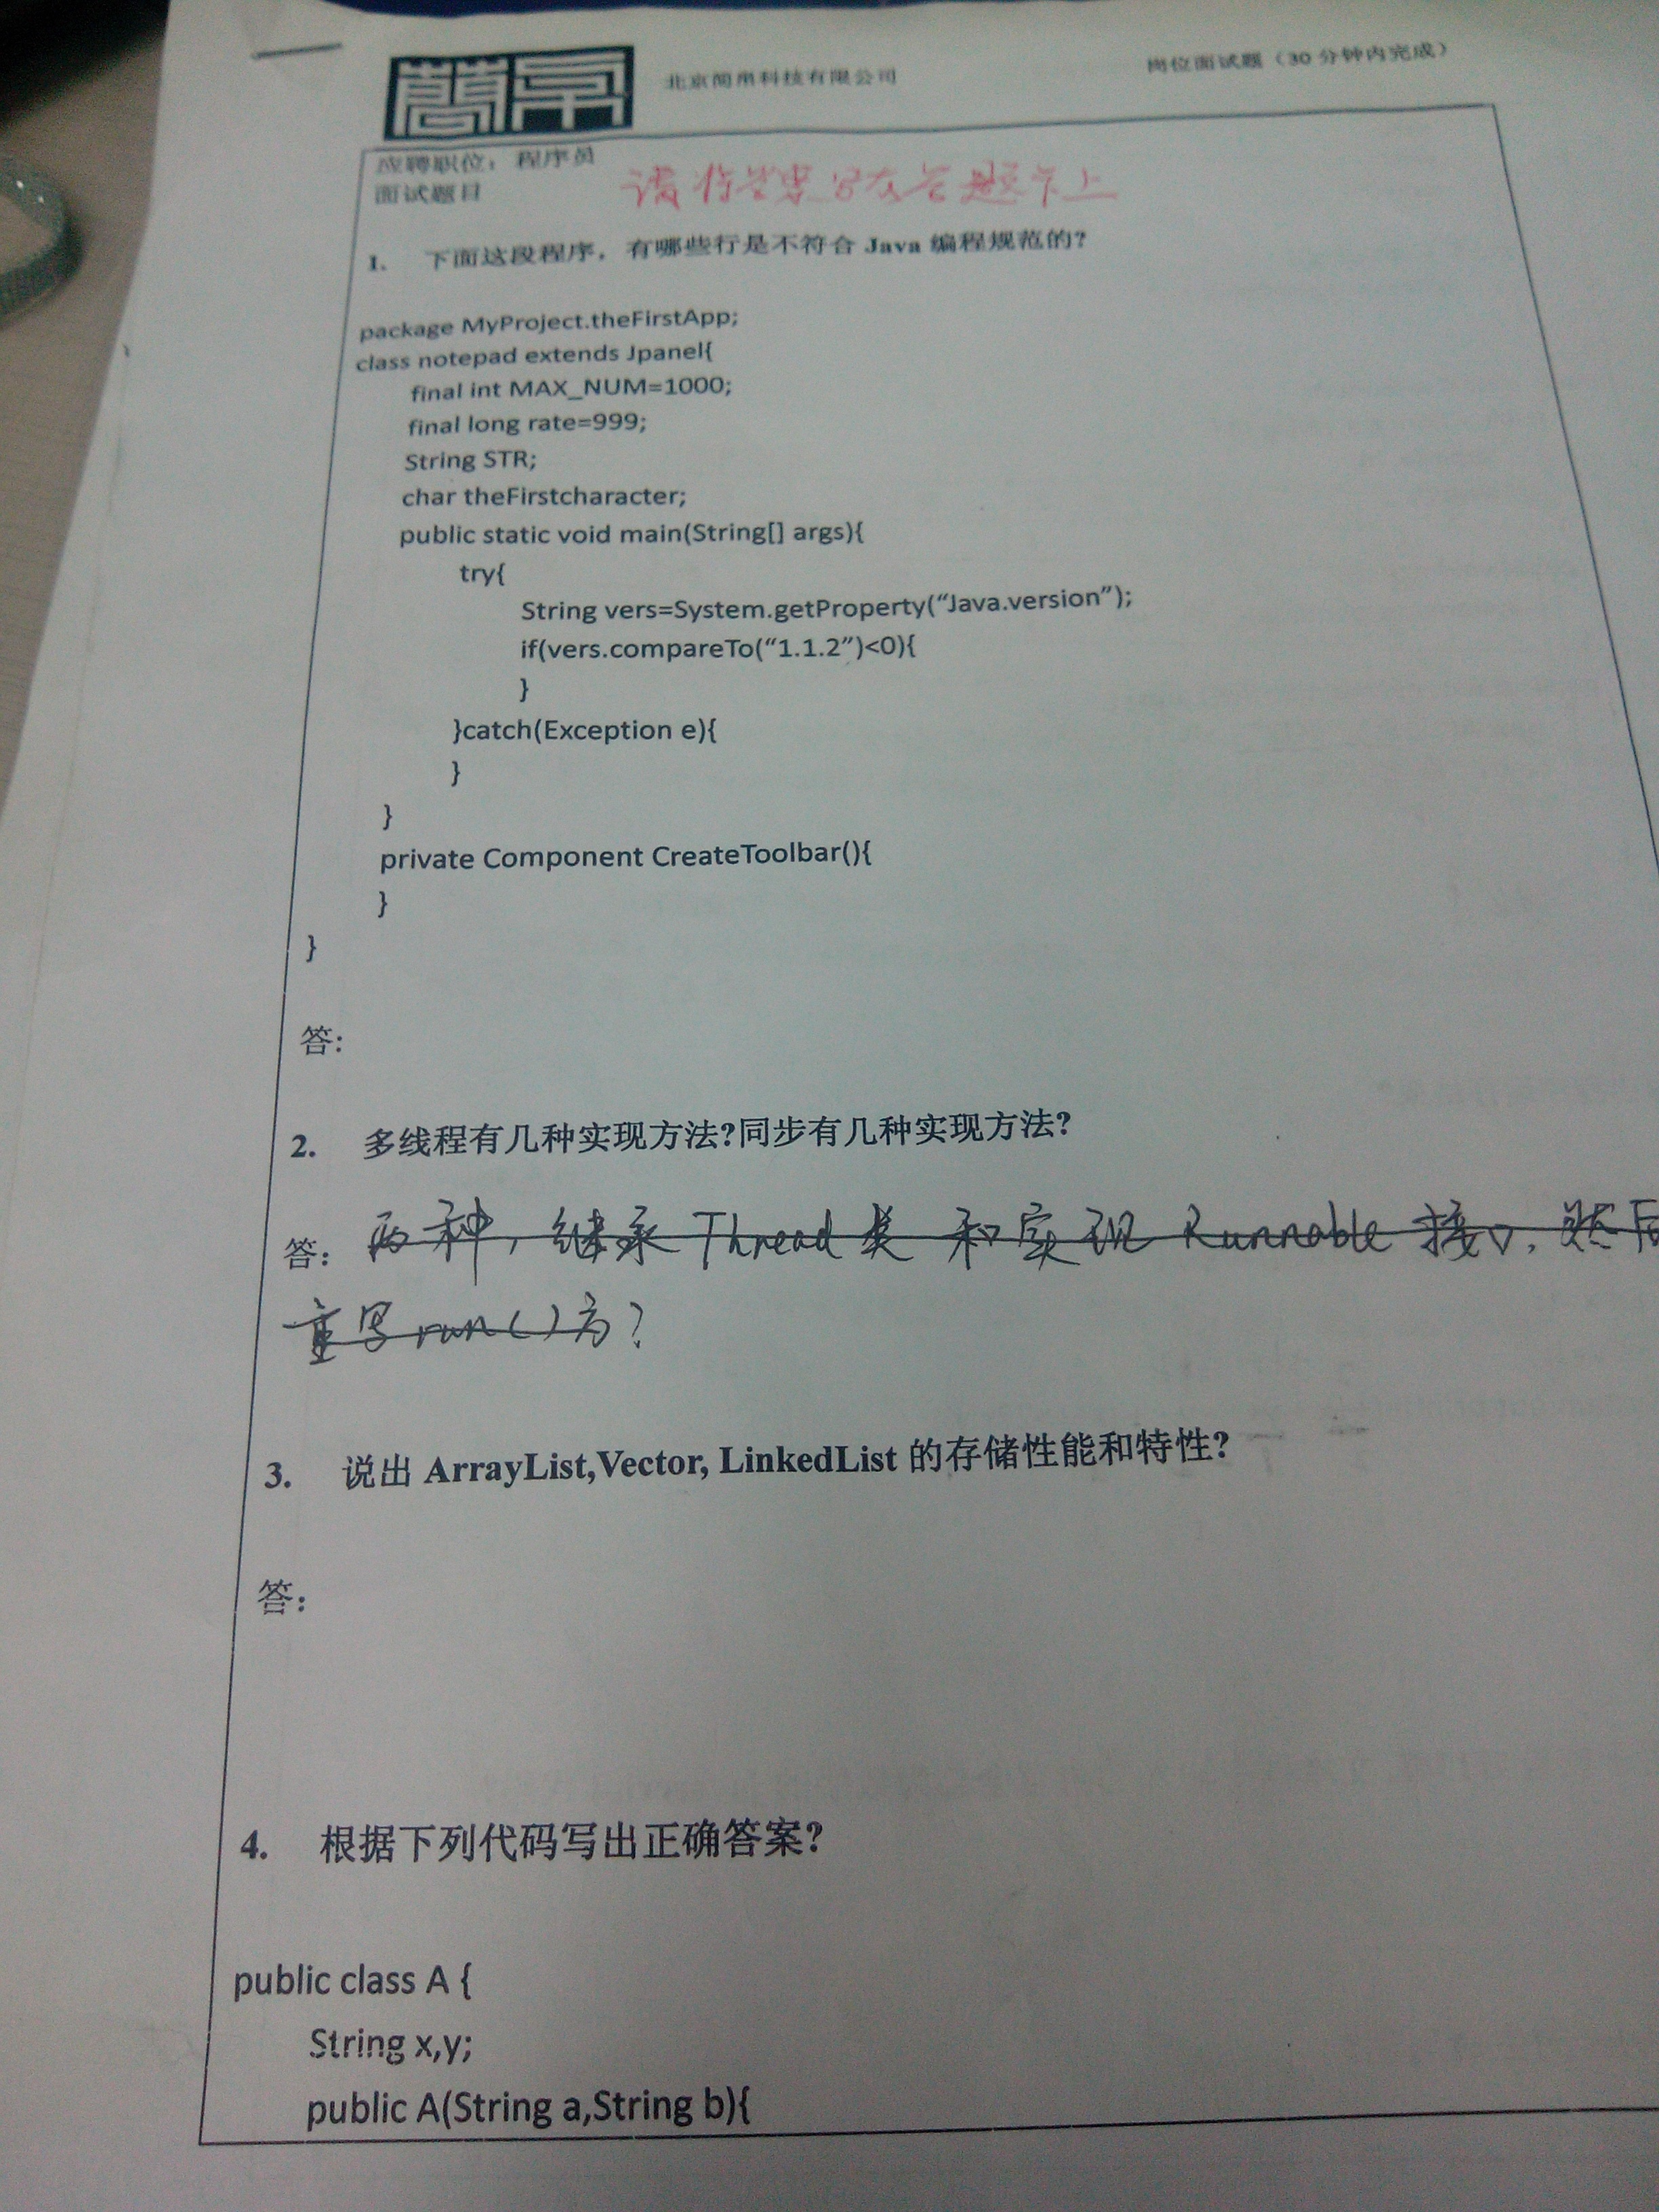 簡帛
北京简帛科技有限公司
岗位面试题（30 分钟内完成）
应聘职位：程序员
面试题目
请将答案写在答题卡上
1. 下面这段程序，有哪些行是不符合 Java 编程规范的?
package MyProject.theFirstApp;
class notepad extends Jpanel{
final int MAX_NUM=1000;
final long rate=999;
String STR;
char theFirstcharacter;
public static void main(String[] args){
try{
String vers=System.getProperty(“Java.version”);
if(vers.compareTo(“1.1.2”)<0){
}
}catch(Exception e){
}
}
private Component CreateToolbar(){
}
}
答:
2. 多线程有几种实现方法?同步有几种实现方法?
答: 两种，继承 Thread 类 和实现 Runnable 接口，然后
重写 run()方?
3. 说出 ArrayList,Vector, LinkedList 的存储性能和特性?
答:
4. 根据下列代码写出正确答案?
public class A {
String x,y;
public A(String a,String b){